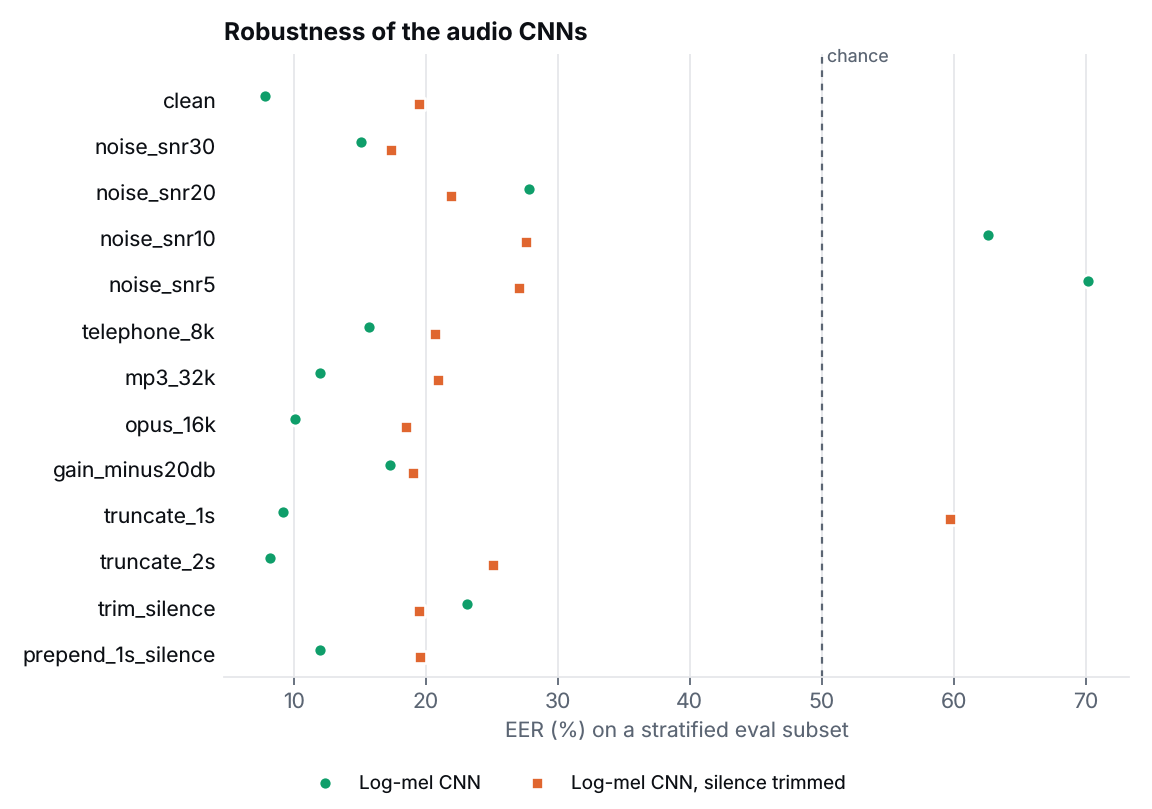 Robustness of the audio CNNs
chance
clean
noise_snr30
noise_snr20
noise_snr10
noise_snr5
telephone_8k
mp3_32k
opus_16k
gain_minus20db
truncate_1s
truncate_2s
trim_silence
prepend_1s_silence
10 20 30 40 50 60 70
EER (%) on a stratified eval subset
Log-mel CNN Log-mel CNN, silence trimmed